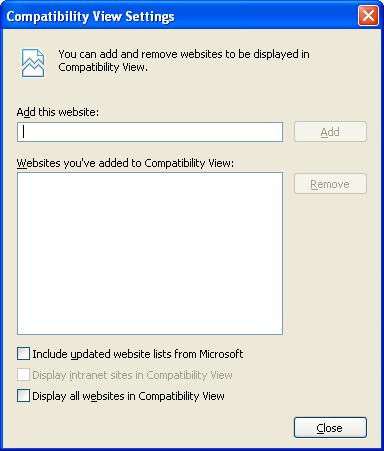 Compatibility View Settings
You can add and remove websites to be displayed in
Compatibility View.
Add this website:
Add
Websites you've added to Compatibility View:
Remove
Include updated website lists from Microsoft
Display intranet sites in Compatibility View
Display all websites in Compatibility View
Close